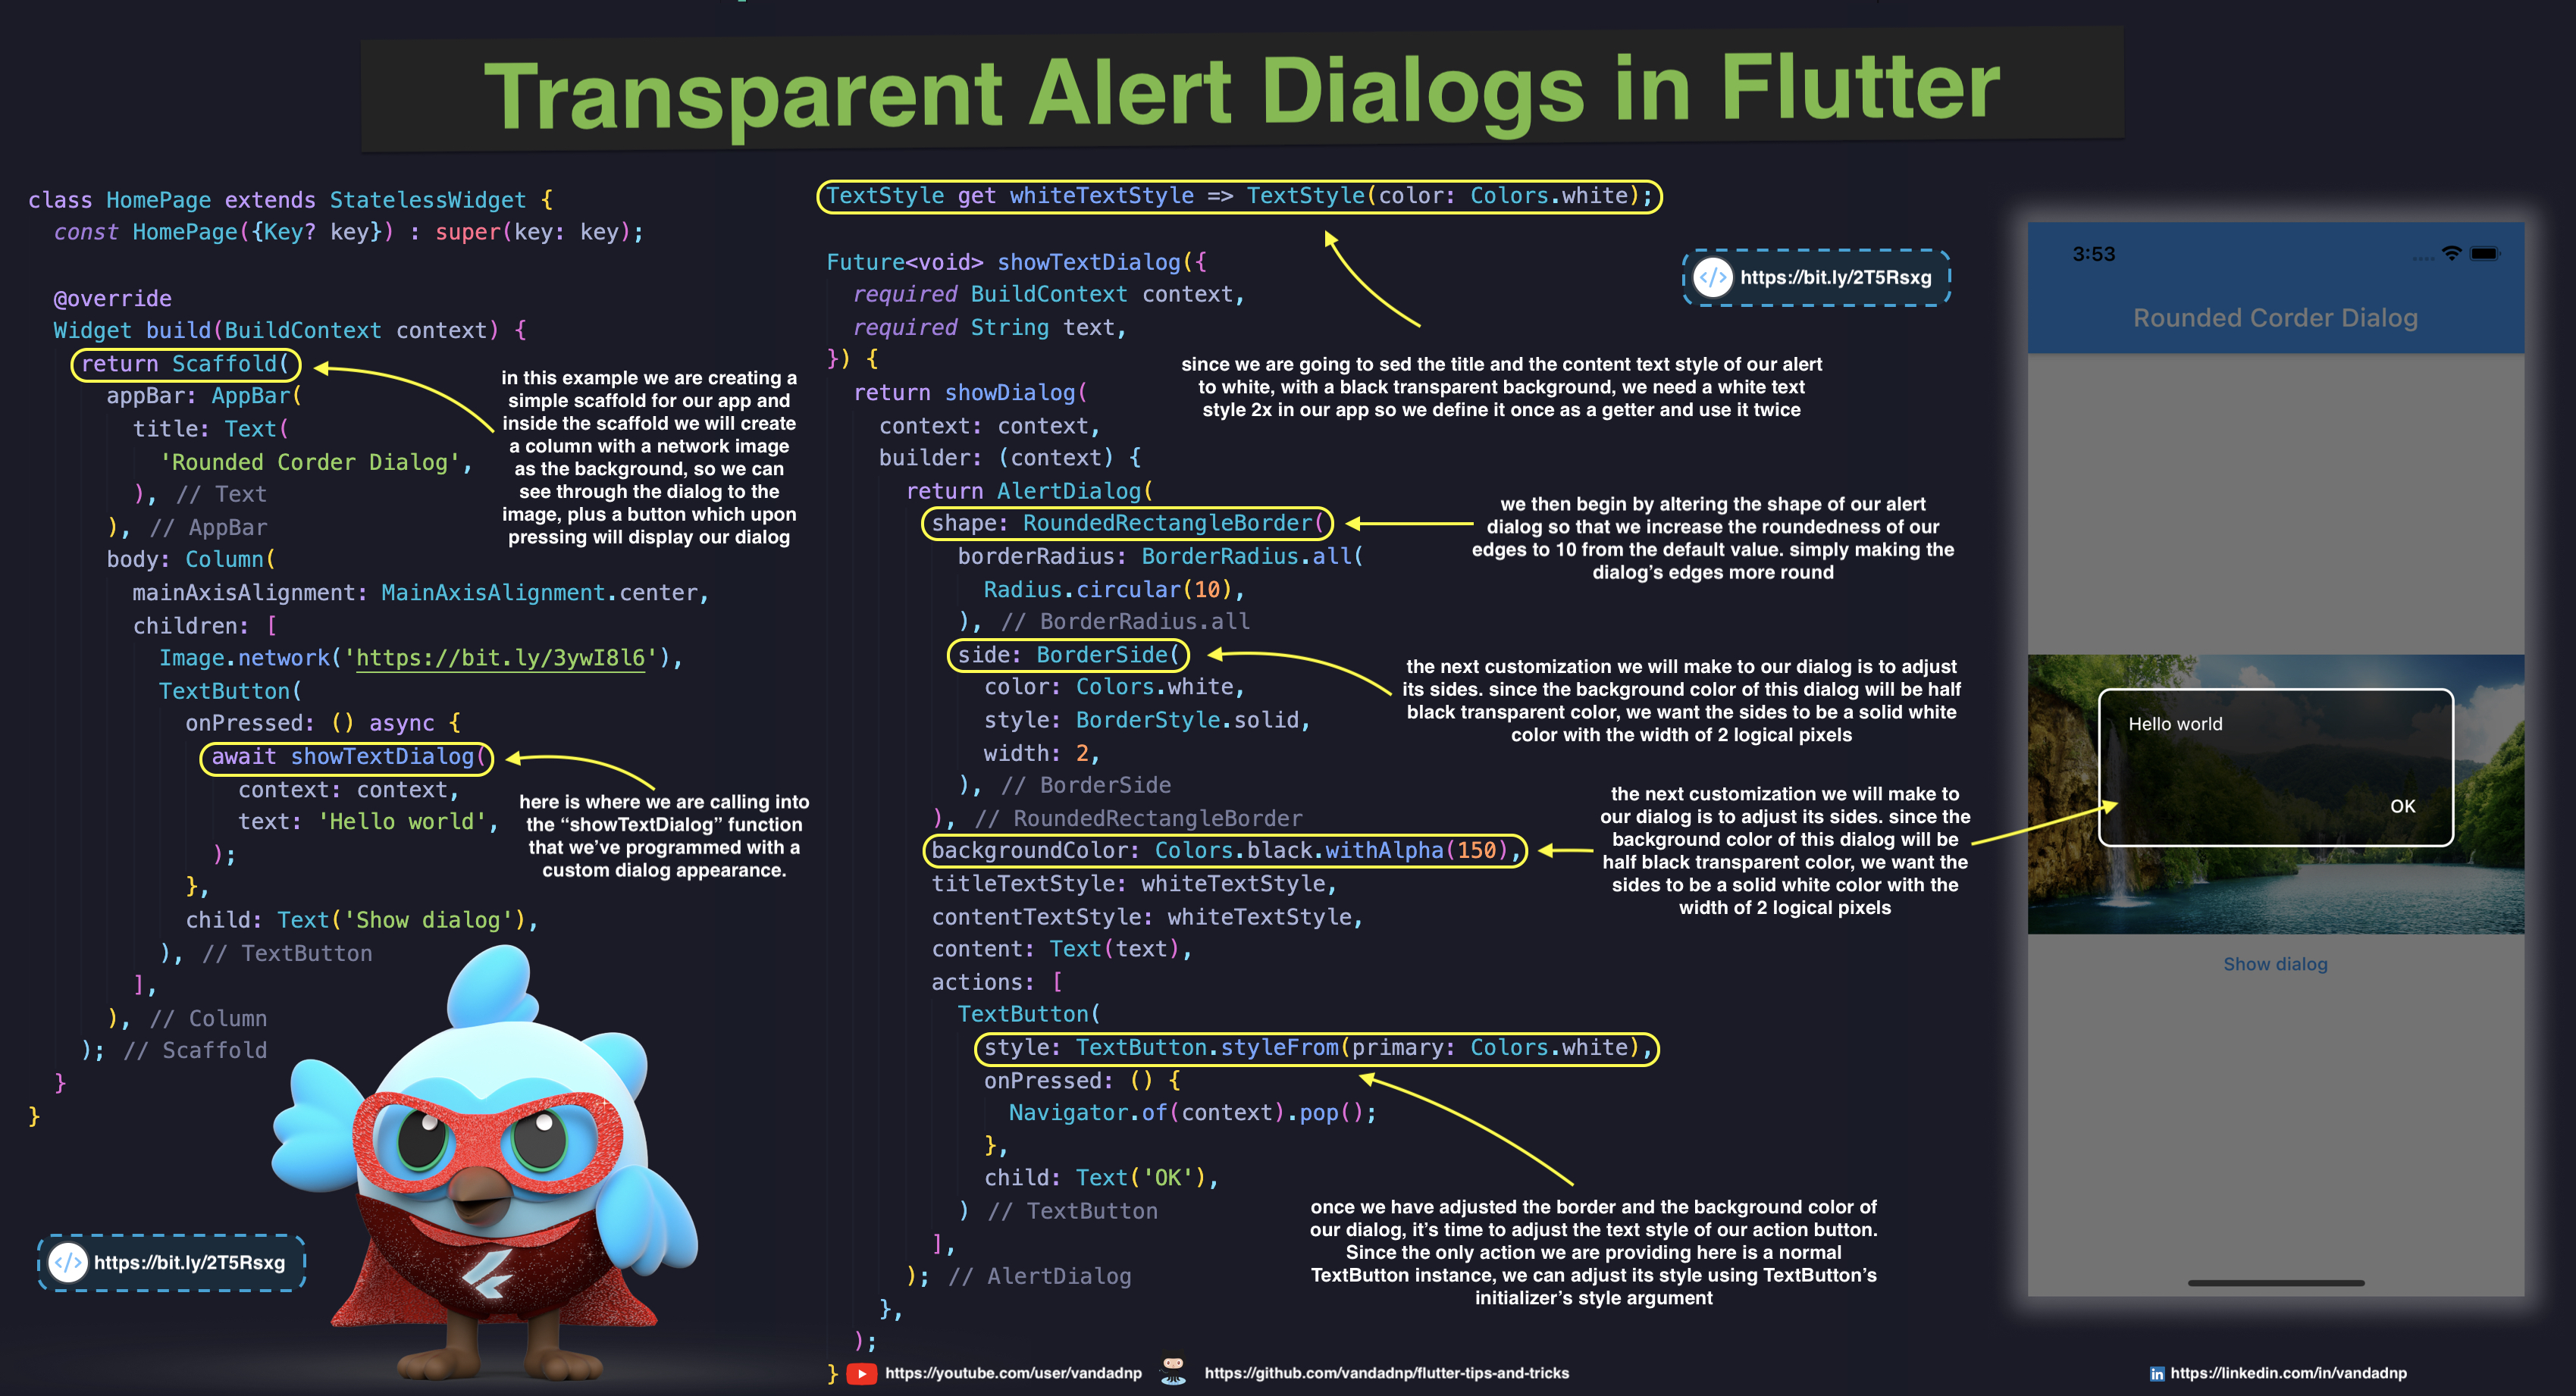 Transparent Alert Dialogs in Flutter
class HomePage extends StatelessWidget {
const HomePage({Key? key}) : super(key: key);
@override
Widget build(BuildContext context) {
return Scaffold(
appBar: AppBar(
title: Text(
'Rounded Corder Dialog',
), // Text
), // AppBar
body: Column(
mainAxisAlignment: MainAxisAlignment.center,
children: [
Image.network('https://bit.ly/3ywI8l6'),
TextButton(
onPressed: () async {
await showTextDialog(
context: context,
text: 'Hello world',
);
},
child: Text('Show dialog'),
), // TextButton
],
), // Column
); // Scaffold
}
}
in this example we are creating a
simple scaffold for our app and
inside the scaffold we will create
a column with a network image
as the background, so we can
see through the dialog to the
image, plus a button which upon
pressing will display our dialog
here is where we are calling into
the “showTextDialog” function
that we’ve programmed with a
custom dialog appearance.
</> https://bit.ly/2T5Rsxg
TextStyle get whiteTextStyle => TextStyle(color: Colors.white);
Future<void> showTextDialog({
required BuildContext context,
required String text,
}) {
return showDialog(
context: context,
builder: (context) {
return AlertDialog(
shape: RoundedRectangleBorder(
borderRadius: BorderRadius.all(
Radius.circular(10),
), // BorderRadius.all
side: BorderSide(
color: Colors.white,
style: BorderStyle.solid,
width: 2,
), // BorderSide
), // RoundedRectangleBorder
backgroundColor: Colors.black.withAlpha(150),
titleTextStyle: whiteTextStyle,
contentTextStyle: whiteTextStyle,
content: Text(text),
actions: [
TextButton(
style: TextButton.styleFrom(primary: Colors.white),
onPressed: () {
Navigator.of(context).pop();
},
child: Text('OK'),
) // TextButton
],
); // AlertDialog
},
);
}
</> https://bit.ly/2T5Rsxg
since we are going to sed the title and the content text style of our alert
to white, with a black transparent background, we need a white text
style 2x in our app so we define it once as a getter and use it twice
we then begin by altering the shape of our alert
dialog so that we increase the roundedness of our
edges to 10 from the default value. simply making the
dialog’s edges more round
the next customization we will make to our dialog is to adjust
its sides. since the background color of this dialog will be half
black transparent color, we want the sides to be a solid white
color with the width of 2 logical pixels
the next customization we will make to
our dialog is to adjust its sides. since the
background color of this dialog will be
half black transparent color, we want the
sides to be a solid white color with the
width of 2 logical pixels
once we have adjusted the border and the background color of
our dialog, it’s time to adjust the text style of our action button.
Since the only action we are providing here is a normal
TextButton instance, we can adjust its style using TextButton’s
initializer’s style argument
3:53
Rounded Corder Dialog
Hello world
OK
Show dialog
https://youtube.com/user/vandadnp
https://github.com/vandadnp/flutter-tips-and-tricks
in https://linkedin.com/in/vandadnp